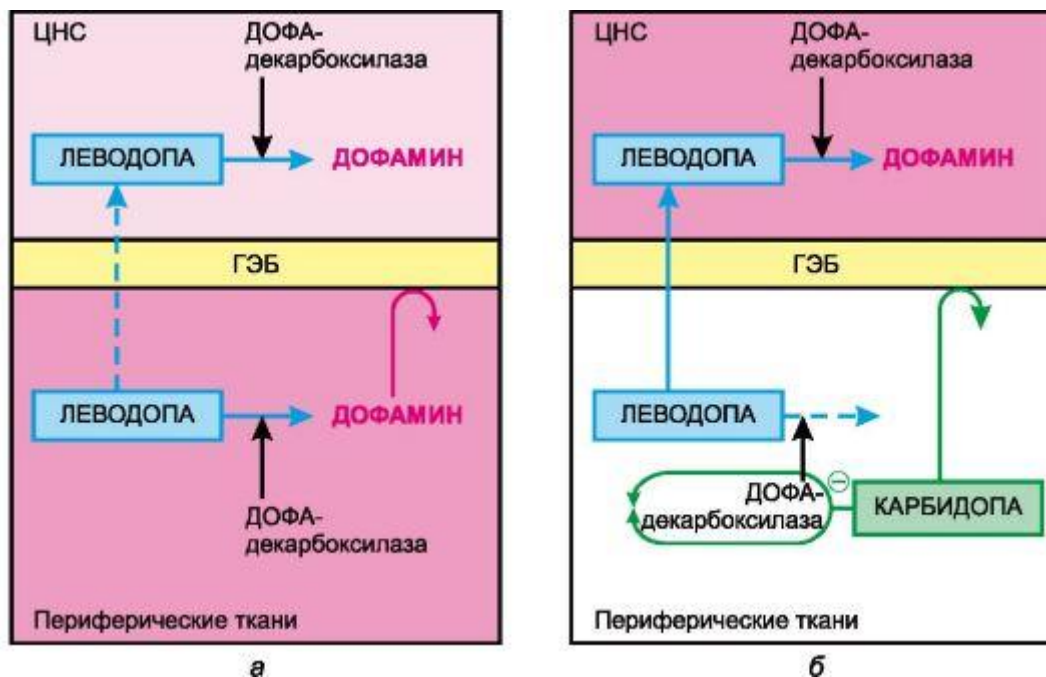 ЦНС
ДОФА-
декарбоксилаза
ЛЕВОДОПА
ДОФАМИН
ГЭБ
ЛЕВОДОПА
ДОФАМИН
ДОФА-
декарбоксилаза
Периферические ткани
а
ЦНС
ДОФА-
декарбоксилаза
ЛЕВОДОПА
ДОФАМИН
ГЭБ
ЛЕВОДОПА
ДОФА-
декарбоксилаза
КАРБИДОПА
Периферические ткани
б